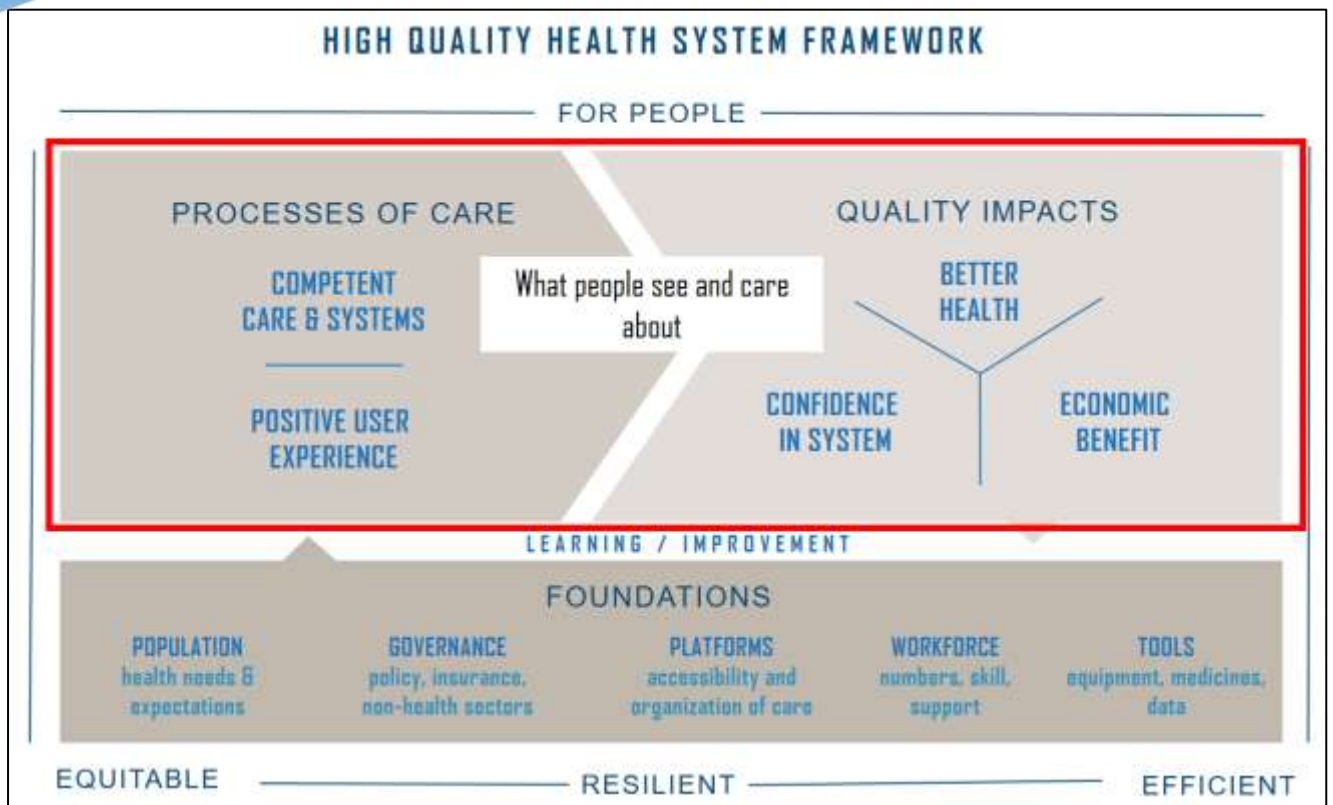 HIGH QUALITY HEALTH SYSTEM FRAMEWORK
FOR PEOPLE
PROCESSES OF CARE
COMPETENT
CARE & SYSTEMS
POSITIVE USER
EXPERIENCE
What people see and care
about
QUALITY IMPACTS
BETTER
HEALTH
CONFIDENCE
IN SYSTEM
ECONOMIC
BENEFIT
LEARNING / IMPROVEMENT
FOUNDATIONS
POPULATION
health needs &
expectations
GOVERNANCE
policy, insurance,
non-health sectors
PLATFORMS
accessibility and
organization of care
WORKFORCE
numbers, skill,
support
TOOLS
equipment, medicines,
data
EQUITABLE
RESILIENT
EFFICIENT